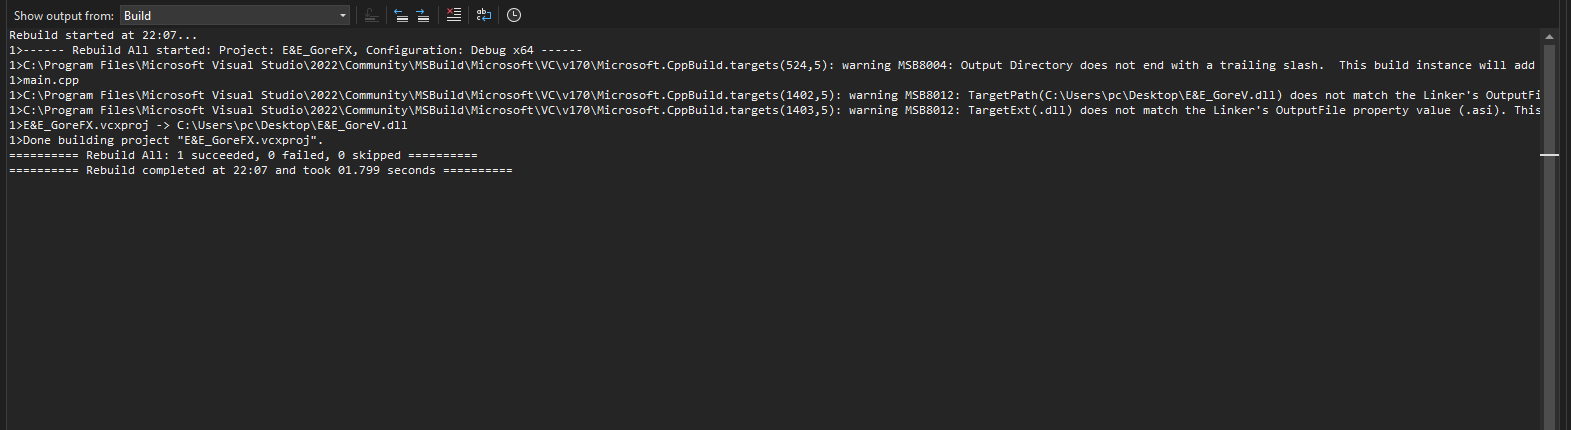 Show output from: Build
Rebuild started at 22:07...
1>------ Rebuild All started: Project: E&E_GoreFX, Configuration: Debug x64 ------
1>C:\Program Files\Microsoft Visual Studio\2022\Community\MSBuild\Microsoft\VC\v170\Microsoft.CppBuild.targets(524,5): warning MSB8004: Output Directory does not end with a trailing slash.  This build instance will add
1>main.cpp
1>C:\Program Files\Microsoft Visual Studio\2022\Community\MSBuild\Microsoft\VC\v170\Microsoft.CppBuild.targets(1402,5): warning MSB8012: TargetPath(C:\Users\pc\Desktop\E&E_GoreV.dll) does not match the Linker's OutputFi
1>C:\Program Files\Microsoft Visual Studio\2022\Community\MSBuild\Microsoft\VC\v170\Microsoft.CppBuild.targets(1403,5): warning MSB8012: TargetExt(.dll) does not match the Linker's OutputFile property value (.asi). This
1>E&E_GoreFX.vcxproj -> C:\Users\pc\Desktop\E&E_GoreV.dll
1>Done building project "E&E_GoreFX.vcxproj".
========== Rebuild All: 1 succeeded, 0 failed, 0 skipped ==========
========== Rebuild completed at 22:07 and took 01.799 seconds ==========